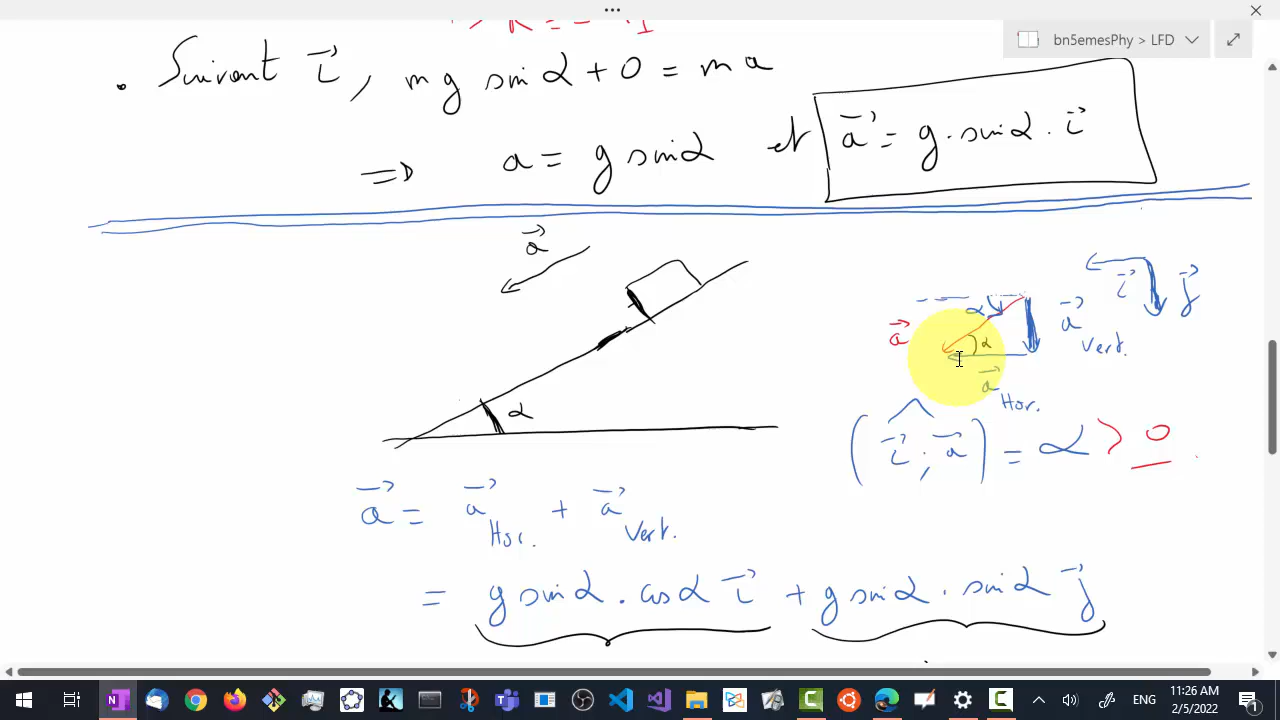 bn5emesPhy > LFD
. Suivant i⃗, mg sin α + 0 = ma
=> a = g sin α et a⃗ = g . sin α . i⃗
a⃗
i⃗ j⃗
α
a⃗ α a⃗ Vert.
a⃗ Hor.
α
(i⃗ ; a⃗) = α > 0
a⃗ = a⃗ Hor. + a⃗ Vert.
= g sin α . cos α i⃗ + g sin α . sin α j⃗
ENG 11:26 AM
2/5/2022
1